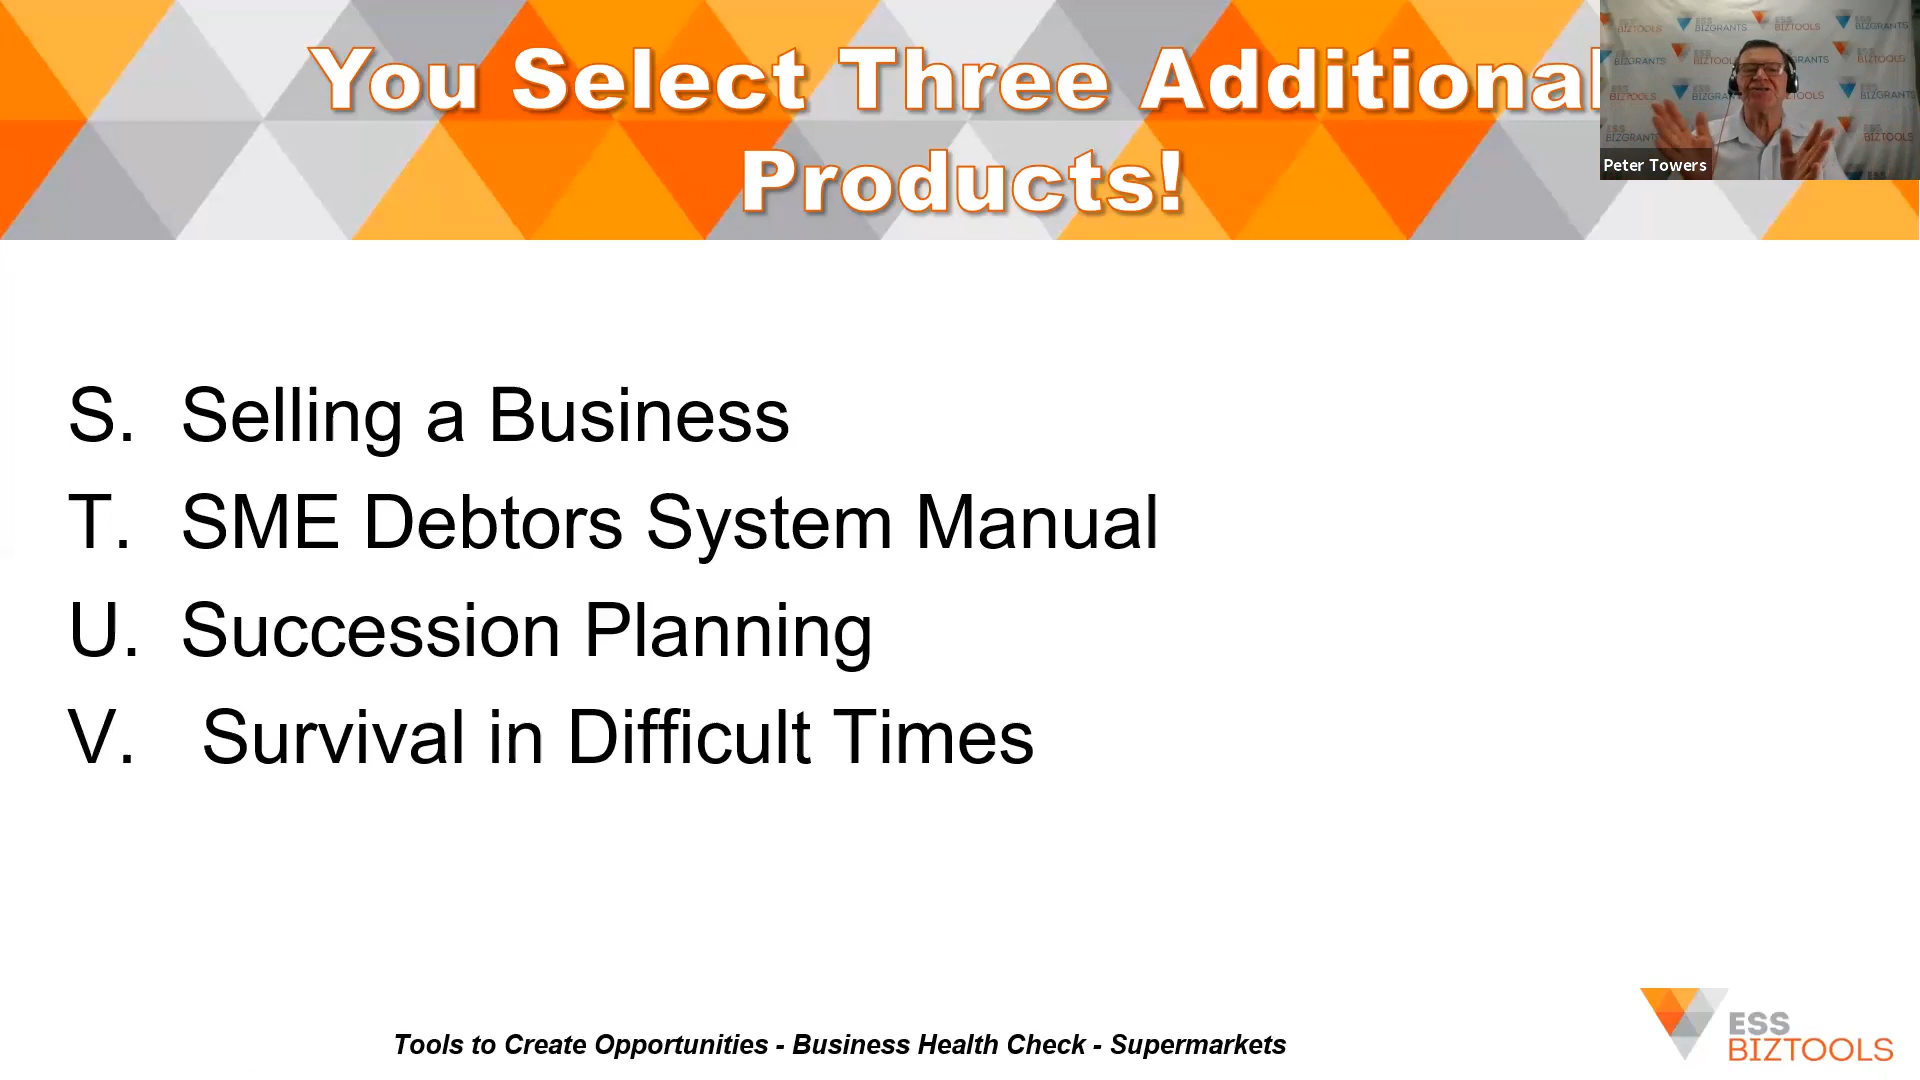 You Select Three Additional
Products!
Peter Towers
S. Selling a Business
T. SME Debtors System Manual
U. Succession Planning
V. Survival in Difficult Times
Tools to Create Opportunities - Business Health Check - Supermarkets
ESS
BIZTOOLS